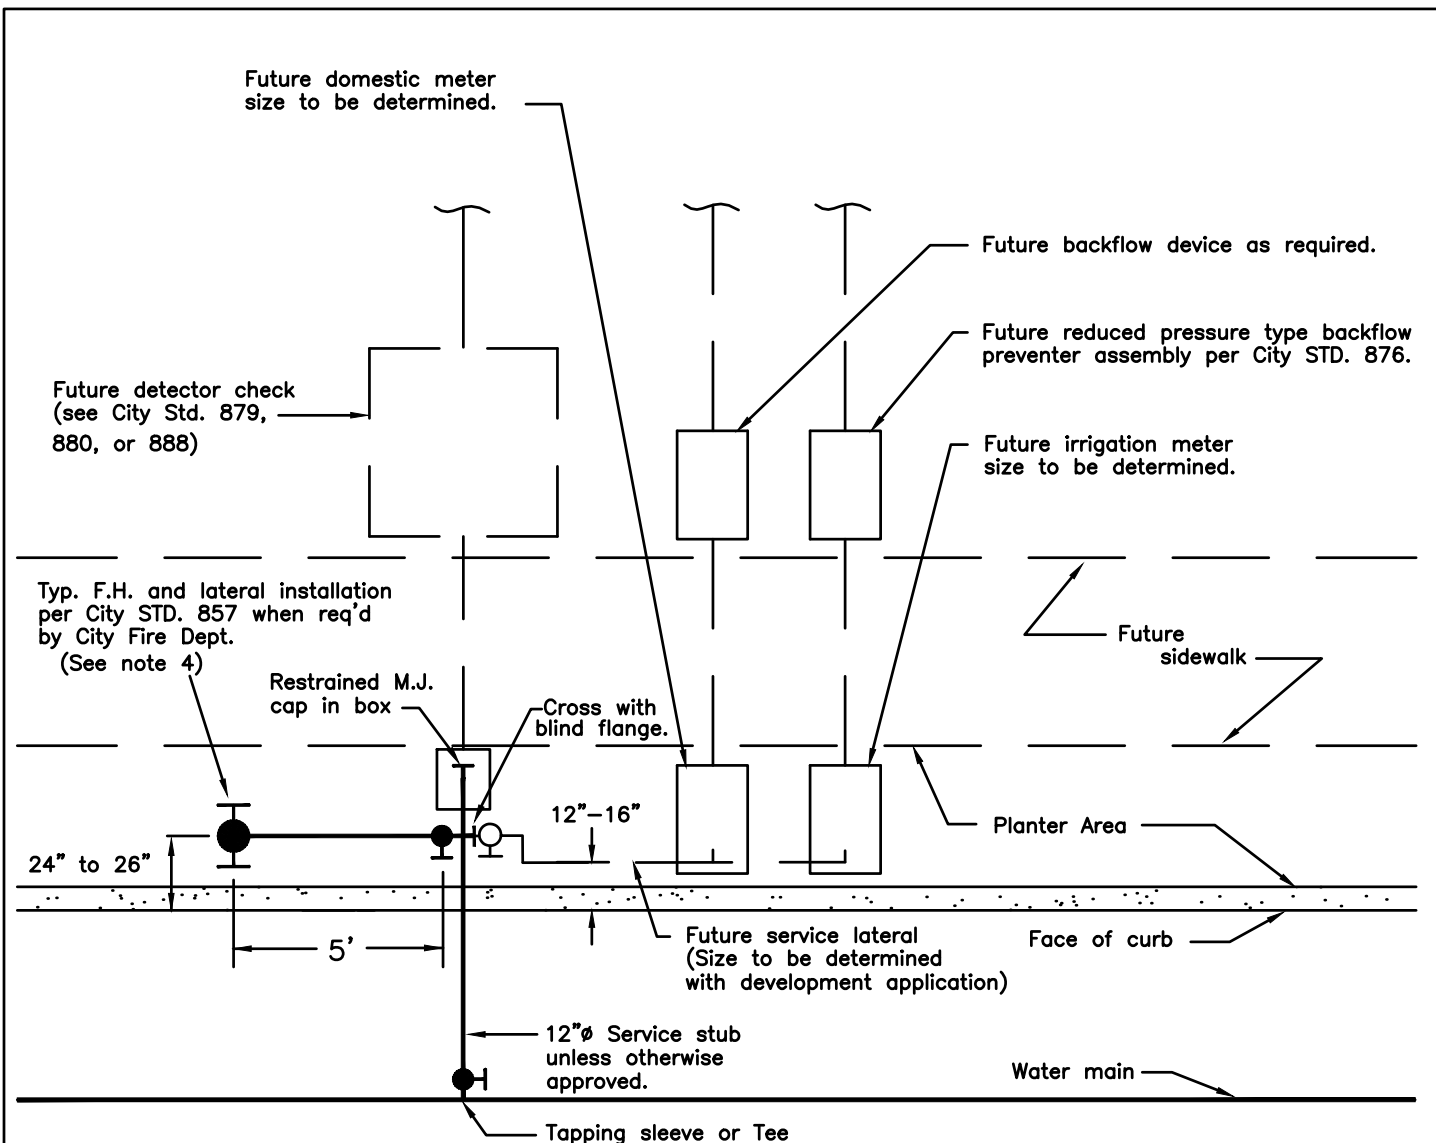 Future domestic meter
size to be determined.
Future backflow device as required.
Future reduced pressure type backflow
preventer assembly per City STD. 876.
Future detector check
(see City Std. 879,
880, or 888)
Future irrigation meter
size to be determined.
Typ. F.H. and lateral installation
per City STD. 857 when req'd
by City Fire Dept.
(See note 4)
Future
sidewalk
Restrained M.J.
cap in box
Cross with
blind flange.
12"-16"
Planter Area
24" to 26"
5'
Future service lateral
(Size to be determined
with development application)
Face of curb
12"ø Service stub
unless otherwise
approved.
Water main
Tapping sleeve or Tee